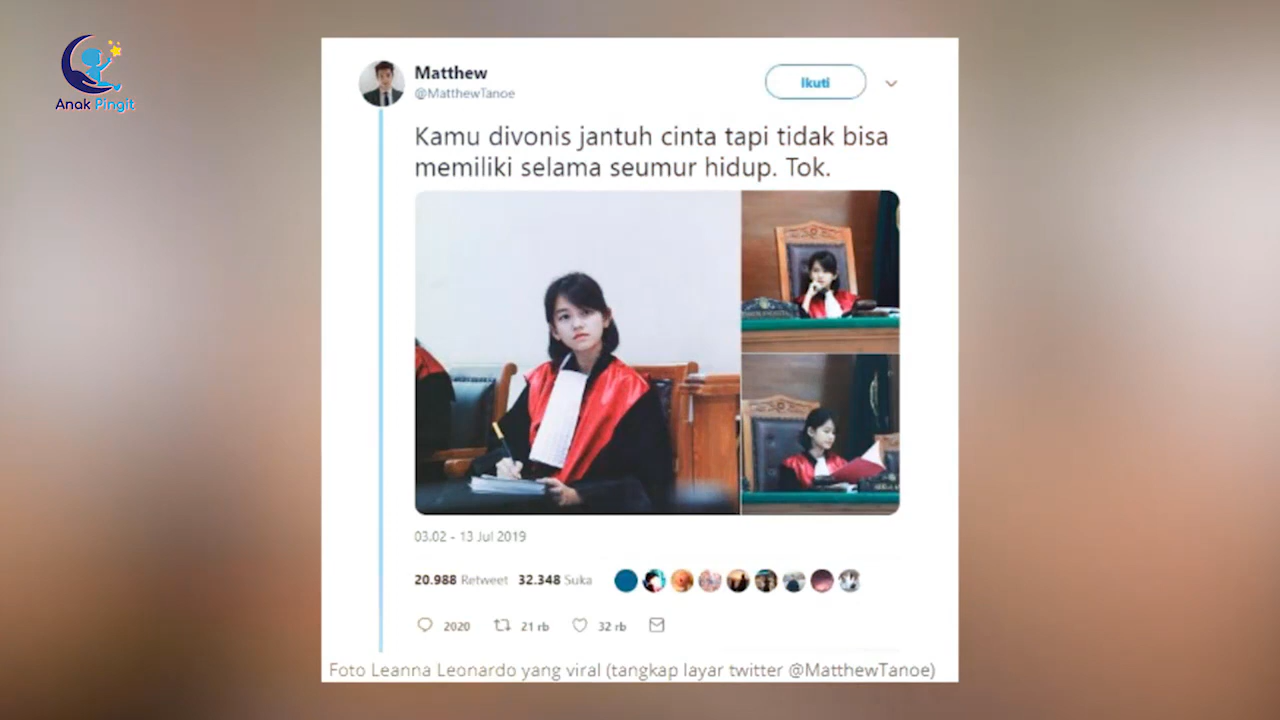 Anak Pingit
Matthew
@MatthewTanoe
Ikuti
Kamu divonis jantuh cinta tapi tidak bisa
memiliki selama seumur hidup. Tok.
03.02 - 13 Jul 2019
20.988 Retweet 32.348 Suka
2020 21 rb 32 rb
Foto Leanna Leonardo yang viral (tangkap layar twitter @MatthewTanoe)